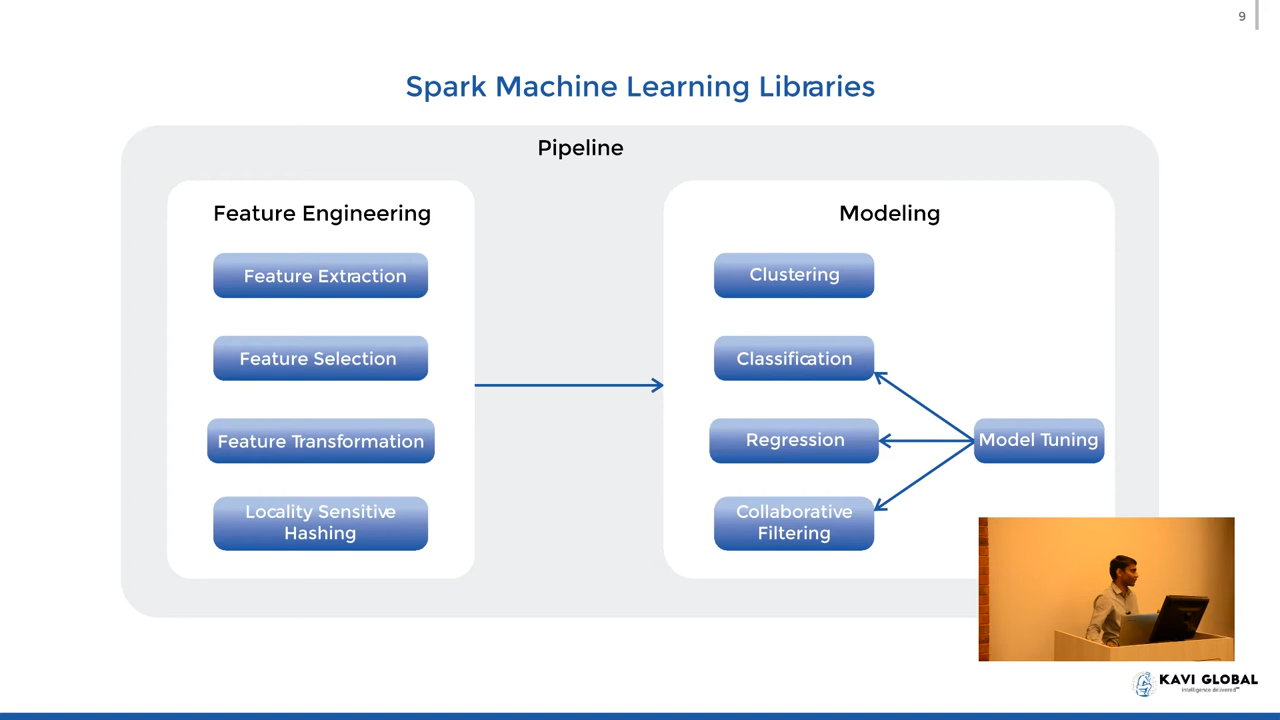 9
Spark Machine Learning Libraries
Pipeline
Feature Engineering
Feature Extraction
Feature Selection
Feature Transformation
Locality Sensitive
Hashing
Modeling
Clustering
Classification
Regression
Collaborative
Filtering
Model Tuning
KAVI GLOBAL
intelligence delivered℠